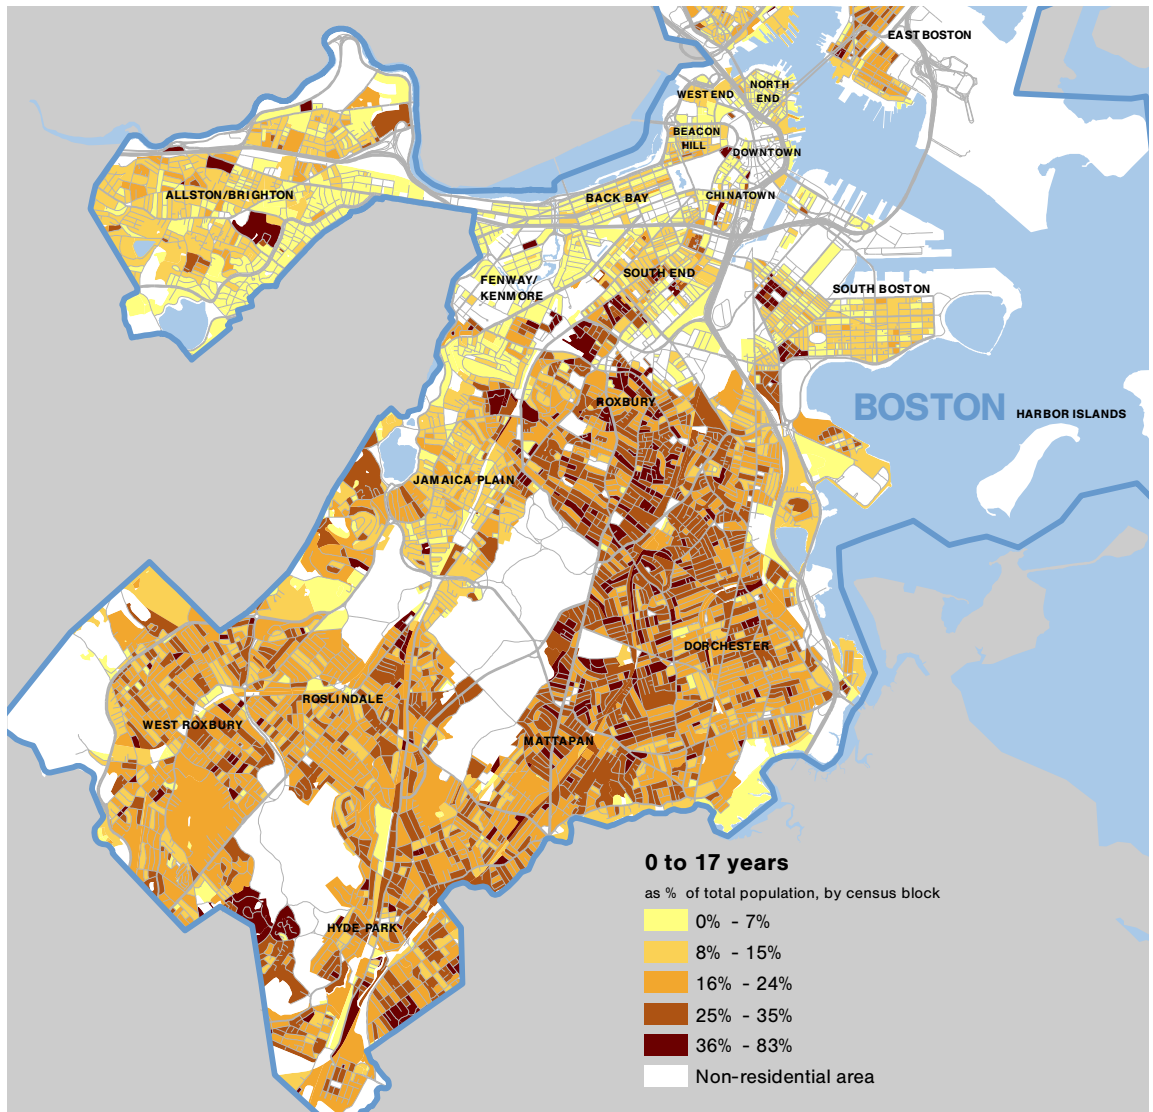 EAST BOSTON
WEST END
NORTH
END
BEACON
HILL
DOWNTOWN
ALLSTON/BRIGHTON
BACK BAY
CHINATOWN
SOUTH END
FENWAY/
KENMORE
SOUTH BOSTON
ROXBURY
BOSTON
HARBOR ISLANDS
JAMAICA PLAIN
DORCHESTER
ROSLINDALE
WEST ROXBURY
MATTAPAN
HYDE PARK
0 to 17 years
as % of total population, by census block
0% - 7%
8% - 15%
16% - 24%
25% - 35%
36% - 83%
Non-residential area